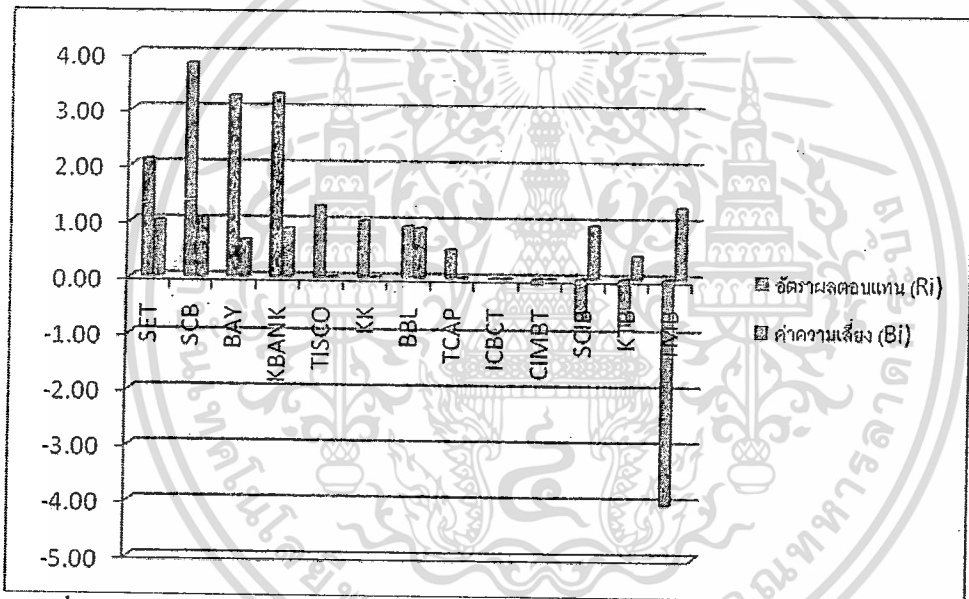 4.00
3.00
2.00
1.00
0.00
-1.00
-2.00
-3.00
-4.00
-5.00
SET
SCB
BAY
KBANK
TISCO
KK
BBL
TCAP
ICBCT
CIMBT
SCIB
KTB
TMB
อัตราผลตอบแทน (Ri)
ค่าความเสี่ยง (Bi)